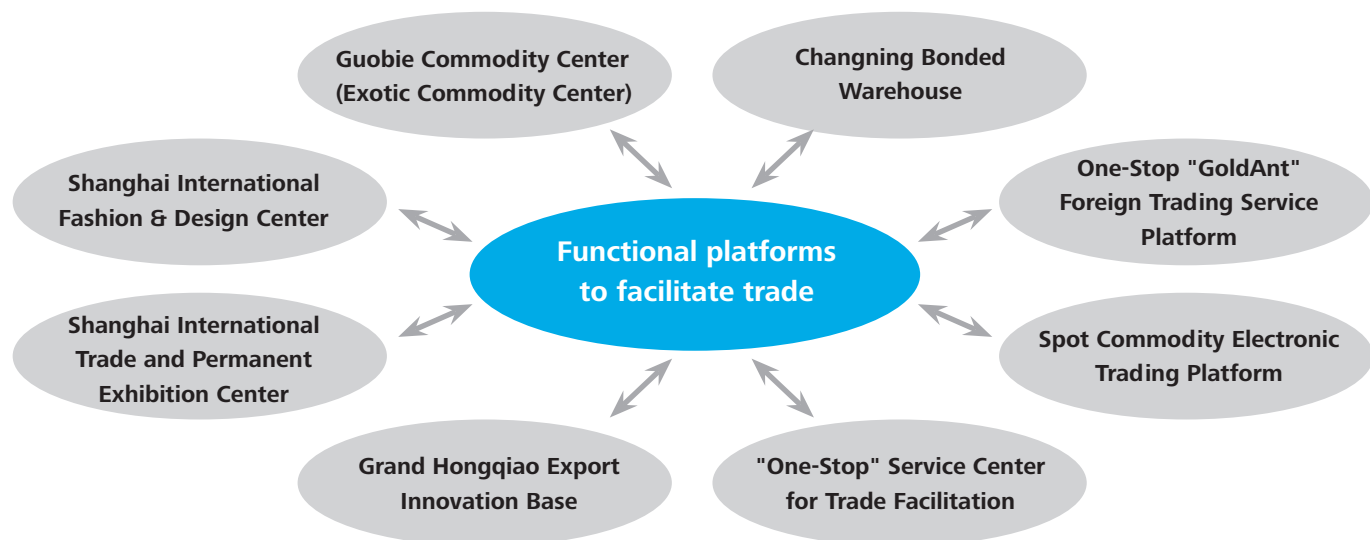 Guobie Commodity Center
(Exotic Commodity Center)
Changning Bonded
Warehouse
Shanghai International
Fashion & Design Center
One-Stop "GoldAnt"
Foreign Trading Service
Platform
Functional platforms
to facilitate trade
Shanghai International
Trade and Permanent
Exhibition Center
Spot Commodity Electronic
Trading Platform
Grand Hongqiao Export
Innovation Base
"One-Stop" Service Center
for Trade Facilitation